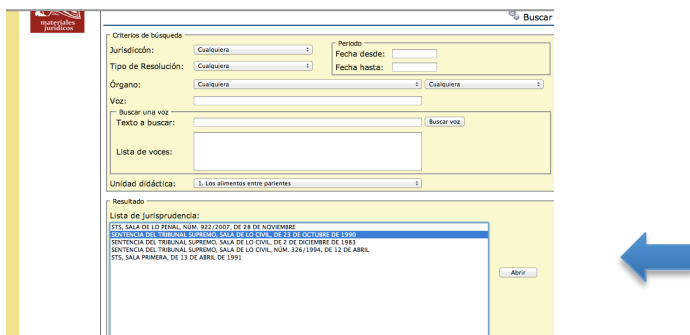 materiales
jurídicos
Buscar
Criterios de búsqueda
Jurisdiccón: Cualquiera
Periodo
Fecha desde:
Tipo de Resolución: Cualquiera
Fecha hasta:
Órgano: Cualquiera Cualquiera
Voz:
Buscar una voz
Texto a buscar: Buscar voz
Lista de voces:
Unidad didáctica: 1. Los alimentos entre parientes
Resultado
Lista de jurisprudencia:
STS, SALA DE LO PENAL, NÚM. 922/2007, DE 28 DE NOVIEMBRE
SENTENCIA DEL TRIBUNAL SUPREMO, SALA DE LO CIVIL, DE 23 DE OCTUBRE DE 1990
SENTENCIA DEL TRIBUNAL SUPREMO, SALA DE LO CIVIL, DE 2 DE DICIEMBRE DE 1983
SENTENCIA DEL TRIBUNAL SUPREMO, SALA DE LO CIVIL, NÚM. 326/1994, DE 12 DE ABRIL
STS, SALA PRIMERA, DE 13 DE ABRIL DE 1991
Abrir